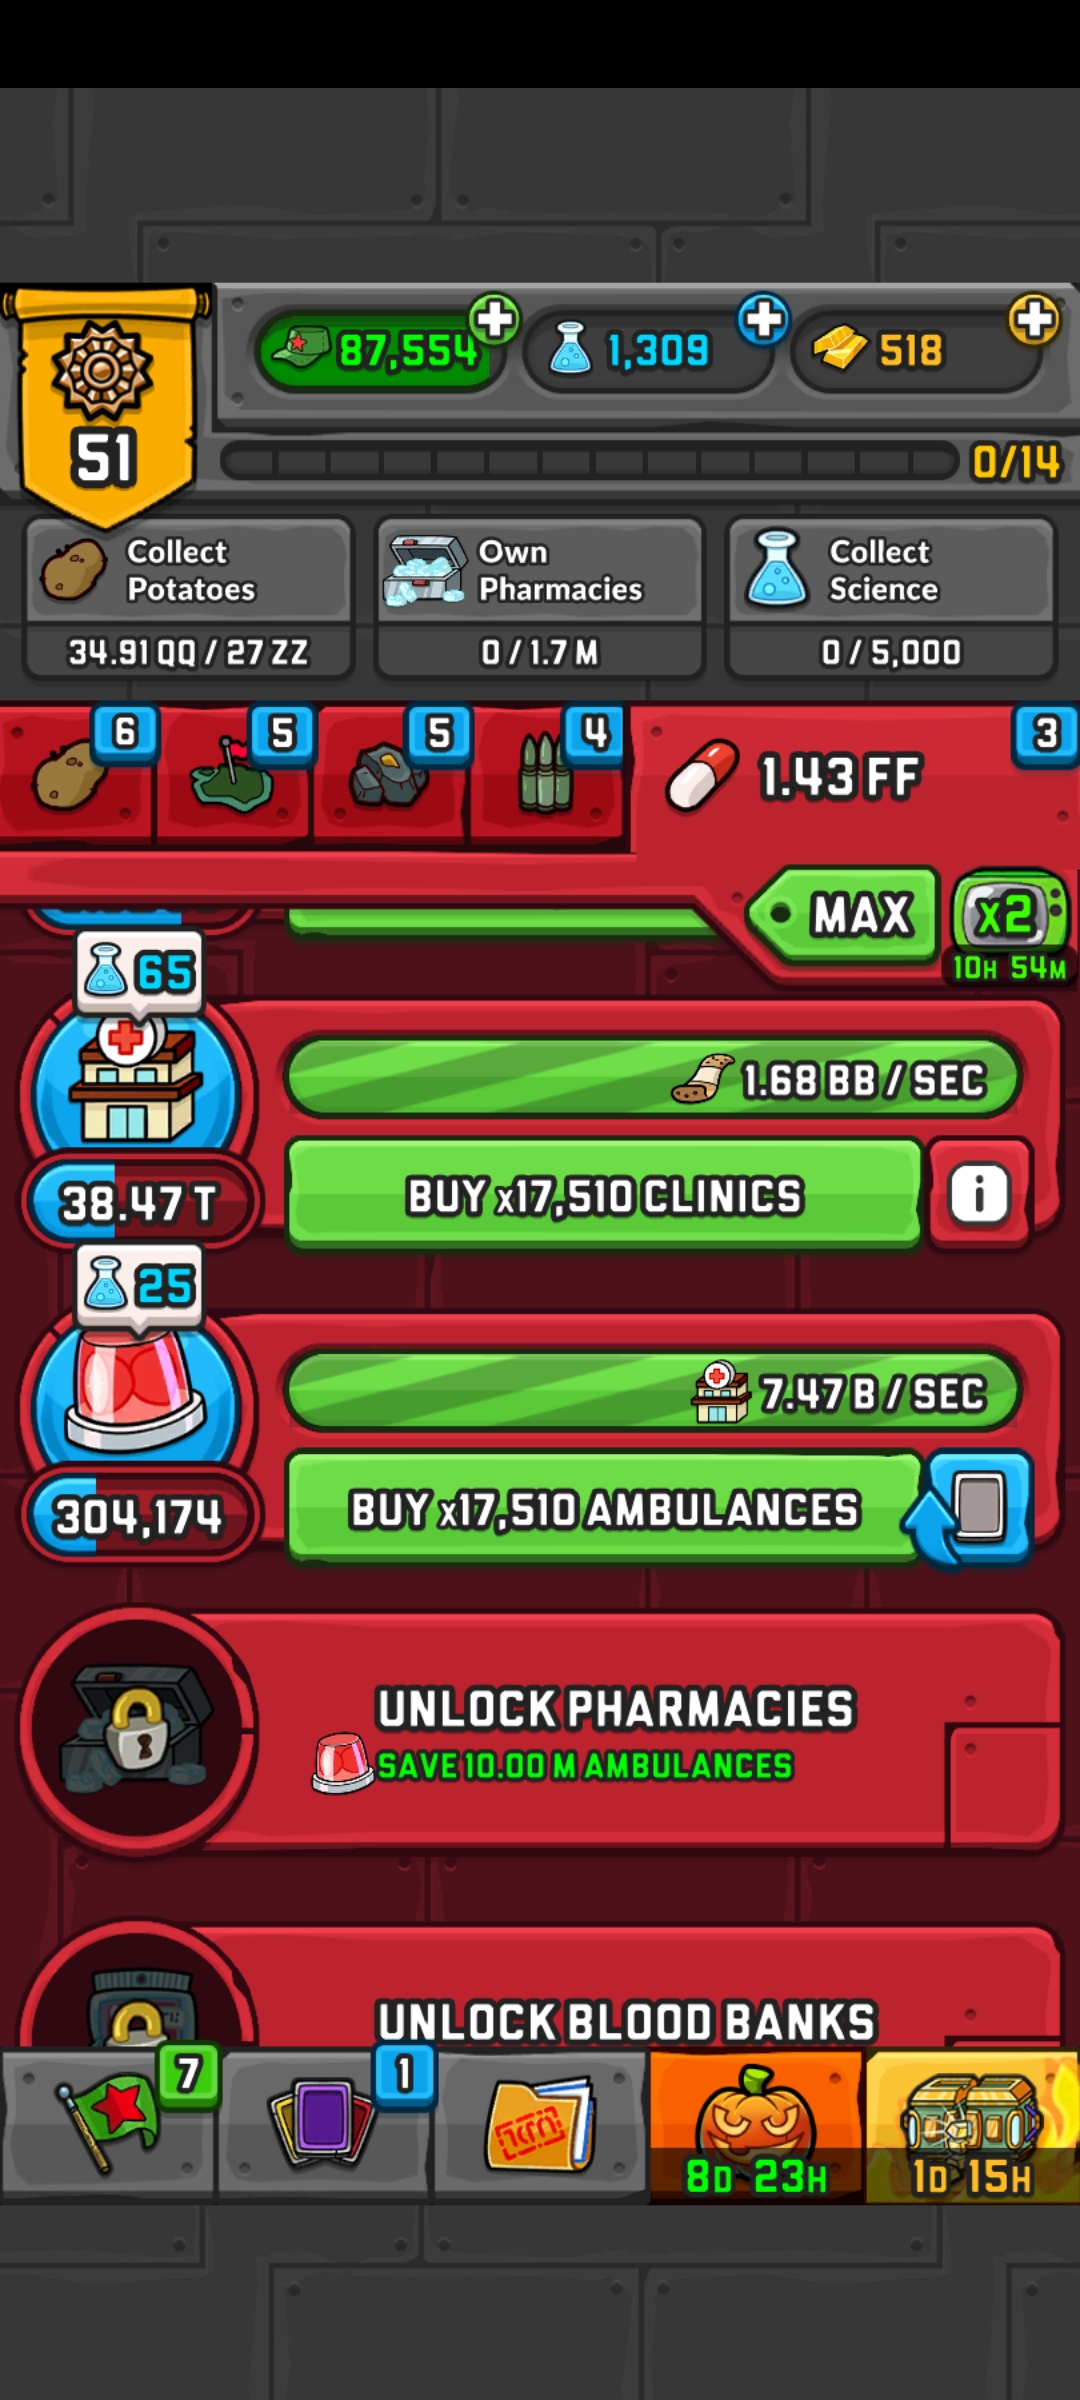 51
87,554
1,309
518
0/14
Collect
Potatoes
34.91 QQ / 27 ZZ
Own
Pharmacies
0 / 1.7 M
Collect
Science
0 / 5,000
6
5
5
4
1.43 FF
3
MAX
x2
10H 54M
65
1.68 BB / SEC
38.47 T
BUY x17,510 CLINICS
i
25
7.47 B / SEC
304,174
BUY x17,510 AMBULANCES
UNLOCK PHARMACIES
SAVE 10.00 M AMBULANCES
UNLOCK BLOOD BANKS
7
1
8D 23H
1D 15H